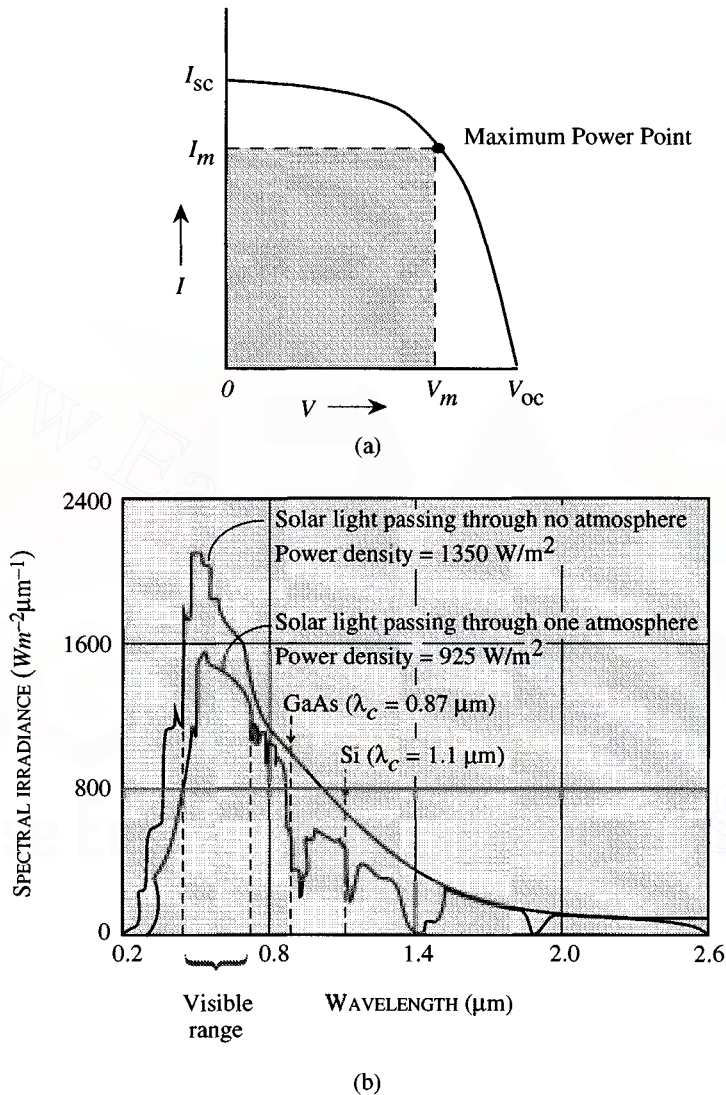 I_sc
I_m
Maximum Power Point
I
0
V
V_m
V_oc
(a)
2400
1600
800
0
SPECTRAL IRRADIANCE (Wm⁻²μm⁻¹)
Solar light passing through no atmosphere
Power density = 1350 W/m²
Solar light passing through one atmosphere
Power density = 925 W/m²
GaAs (λ_c = 0.87 μm)
Si (λ_c = 1.1 μm)
0.2 0.8 1.4 2.0 2.6
Visible
range
WAVELENGTH (μm)
(b)